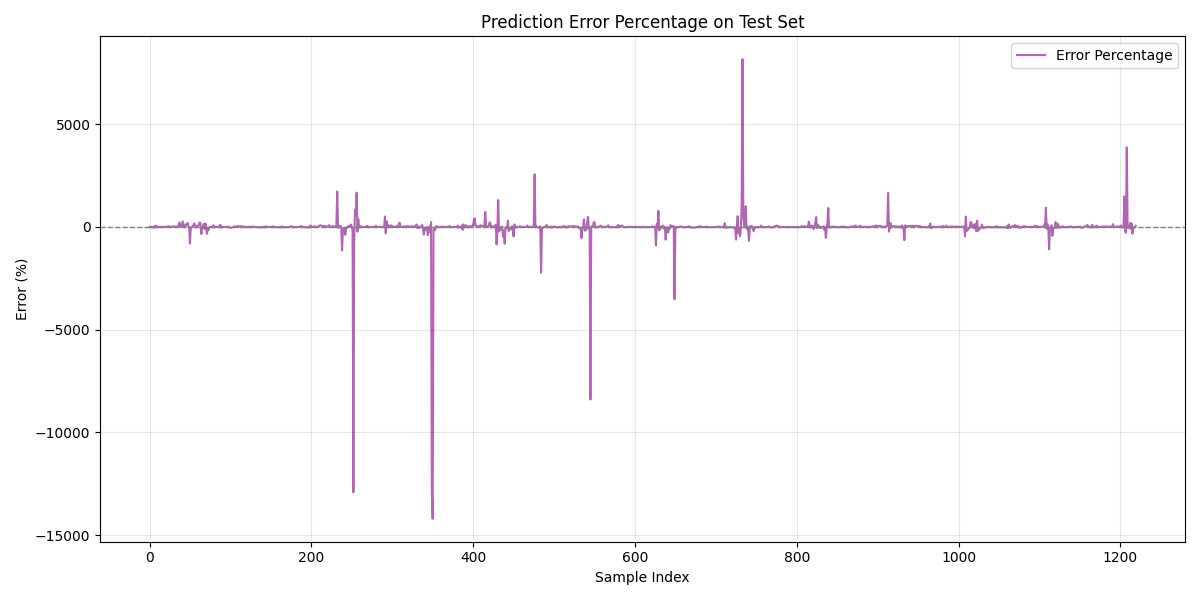 Prediction Error Percentage on Test Set
Error Percentage
5000
0
−5000
−10000
−15000
Error (%)
0 200 400 600 800 1000 1200
Sample Index